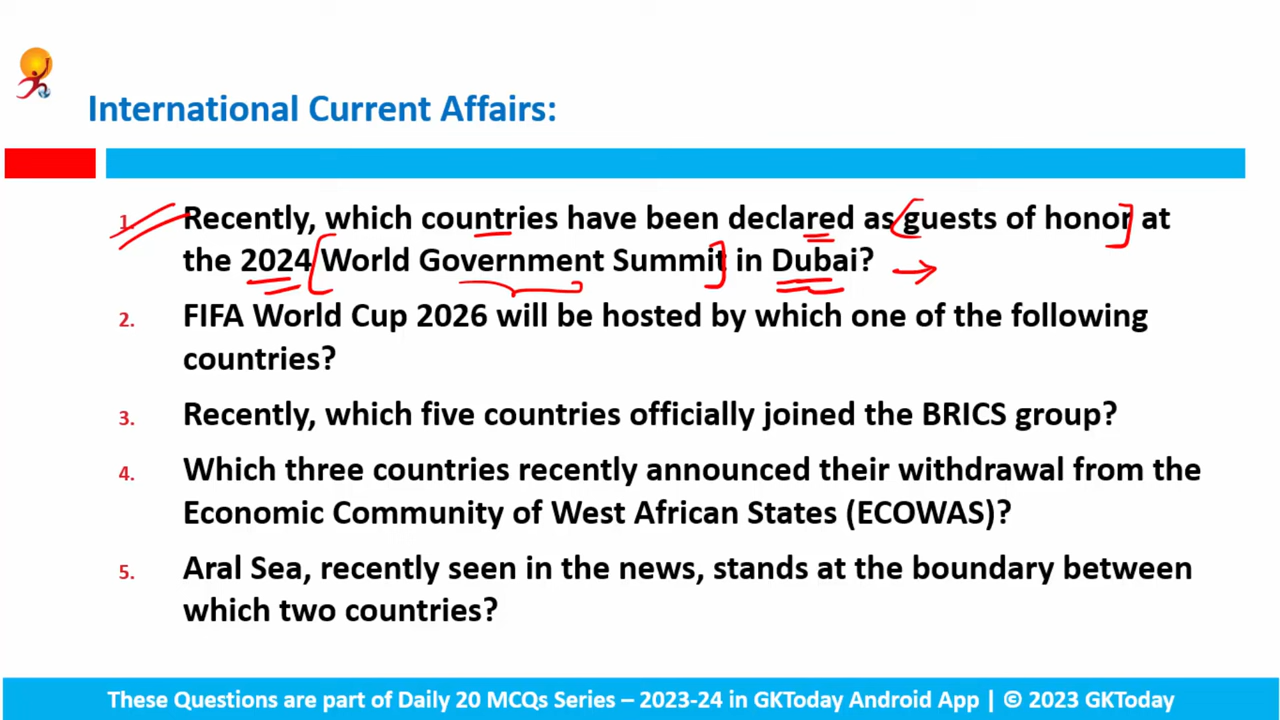 International Current Affairs:
1. Recently, which countries have been declared as guests of honor at
the 2024 World Government Summit in Dubai?
2. FIFA World Cup 2026 will be hosted by which one of the following
countries?
3. Recently, which five countries officially joined the BRICS group?
4. Which three countries recently announced their withdrawal from the
Economic Community of West African States (ECOWAS)?
5. Aral Sea, recently seen in the news, stands at the boundary between
which two countries?
These Questions are part of Daily 20 MCQs Series – 2023-24 in GKToday Android App | © 2023 GKToday